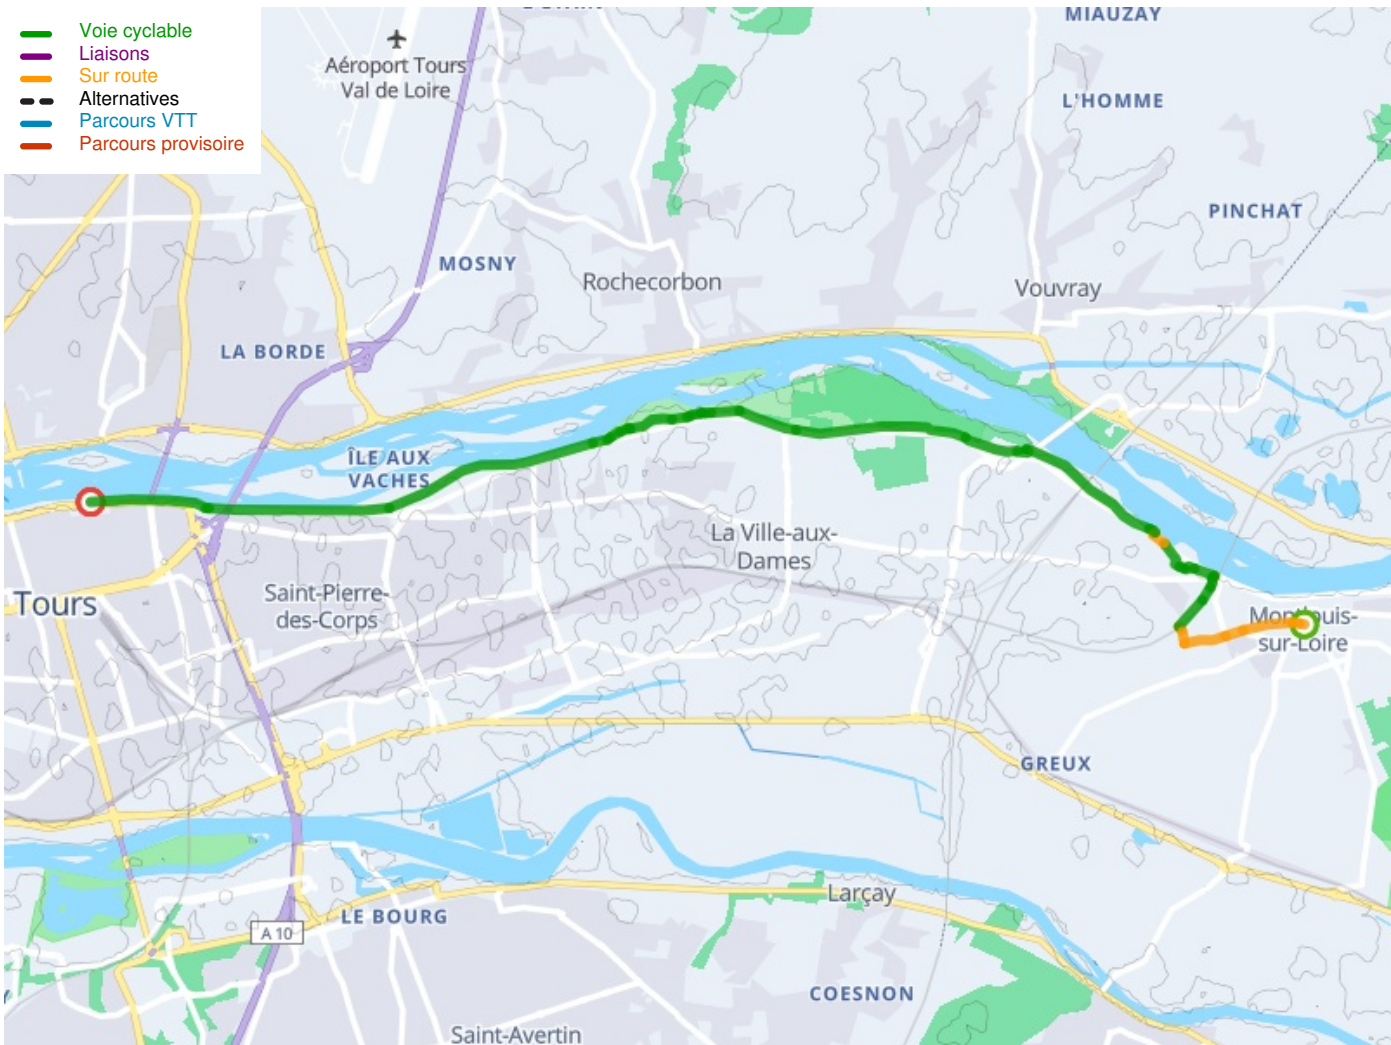 Voie cyclable
Liaisons
Sur route
Alternatives
Parcours VTT
Parcours provisoire
MIAUZAY
Aéroport Tours
Val de Loire
L'HOMME
PINCHAT
MOSNY
Rochecorbon
Vouvray
LA BORDE
ÎLE AUX
VACHES
La Ville-aux-
Dames
Tours
Saint-Pierre-
des-Corps
Montlouis-
sur-Loire
GREUX
Larçay
LE BOURG
A 10
COESNON
Saint-Avertin